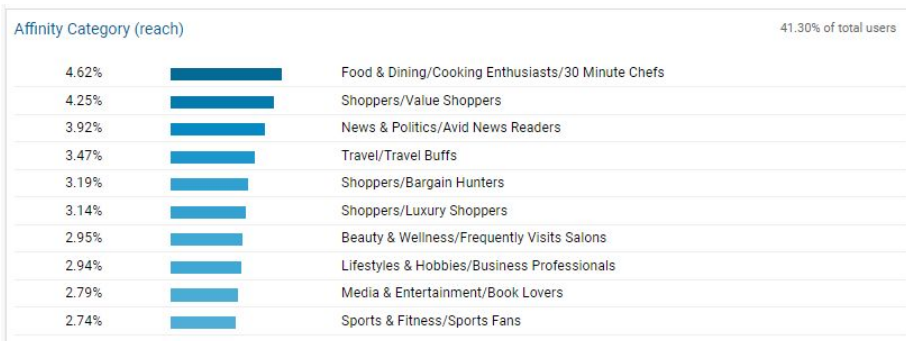 Affinity Category (reach) 41.30% of total users
4.62% Food & Dining/Cooking Enthusiasts/30 Minute Chefs
4.25% Shoppers/Value Shoppers
3.92% News & Politics/Avid News Readers
3.47% Travel/Travel Buffs
3.19% Shoppers/Bargain Hunters
3.14% Shoppers/Luxury Shoppers
2.95% Beauty & Wellness/Frequently Visits Salons
2.94% Lifestyles & Hobbies/Business Professionals
2.79% Media & Entertainment/Book Lovers
2.74% Sports & Fitness/Sports Fans